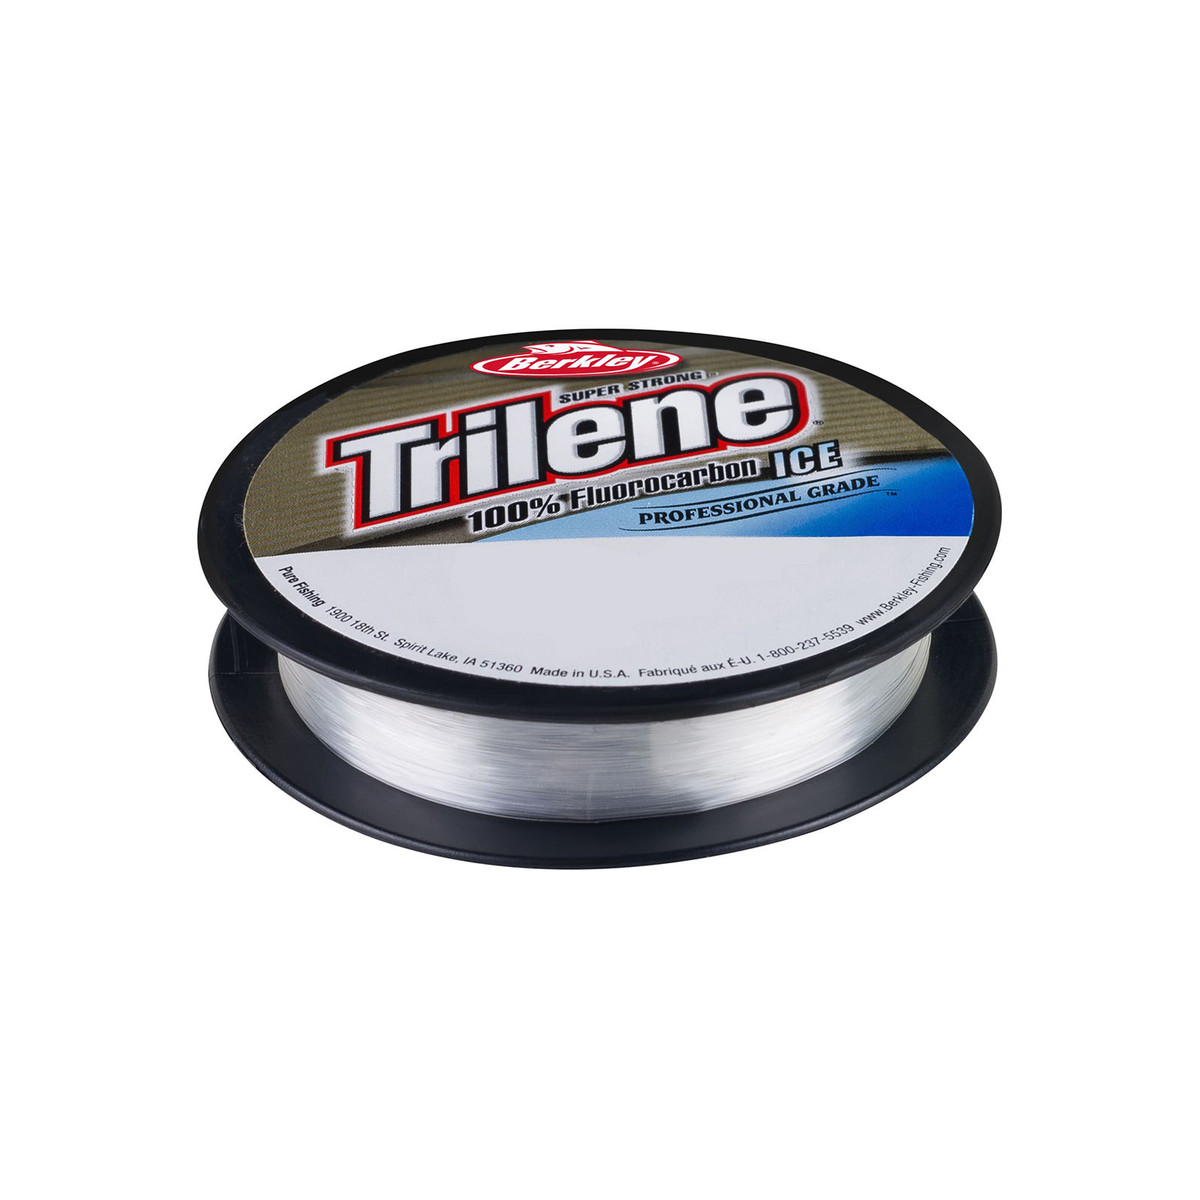 Berkley®
SUPER STRONG™
Trilene®
100% Fluorocarbon ICE
PROFESSIONAL GRADE™
Pure Fishing 1900 18th St. Spirit Lake, IA 51360 Made in U.S.A. Fabriqué aux É-U. 1-800-237-5539 www.Berkley-Fishing.com